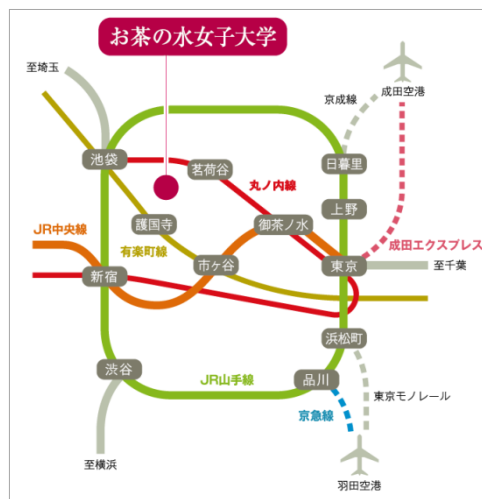 お茶の水女子大学
至埼玉
成田空港
京成線
池袋
茗荷谷
丸ノ内線
日暮里
上野
護国寺
御茶ノ水
JR中央線
有楽町線
市ヶ谷
成田エクスプレス
新宿
東京
至千葉
浜松町
渋谷
JR山手線
品川
東京モノレール
京急線
至横浜
羽田空港